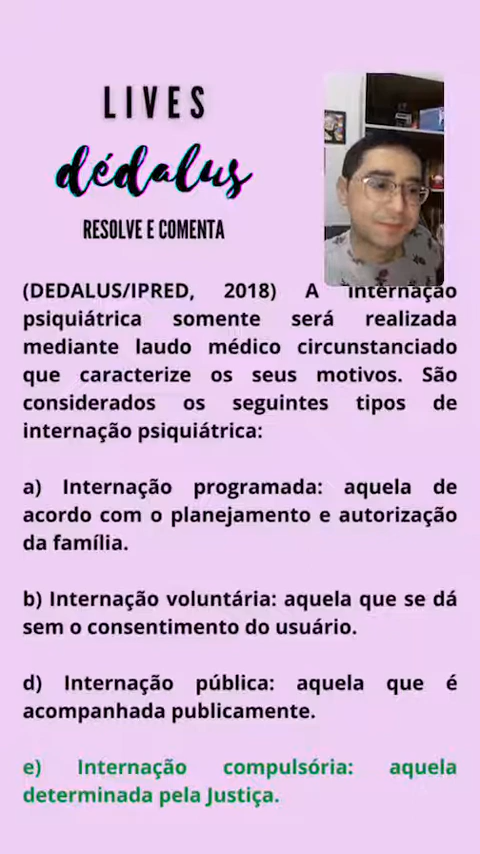 LIVES
dédalus
RESOLVE E COMENTA
(DEDALUS/IPRED, 2018) A internação
psiquiátrica somente será realizada
mediante laudo médico circunstanciado
que caracterize os seus motivos. São
considerados os seguintes tipos de
internação psiquiátrica:
a) Internação programada: aquela de
acordo com o planejamento e autorização
da família.
b) Internação voluntária: aquela que se dá
sem o consentimento do usuário.
d) Internação pública: aquela que é
acompanhada publicamente.
e) Internação compulsória: aquela
determinada pela Justiça.